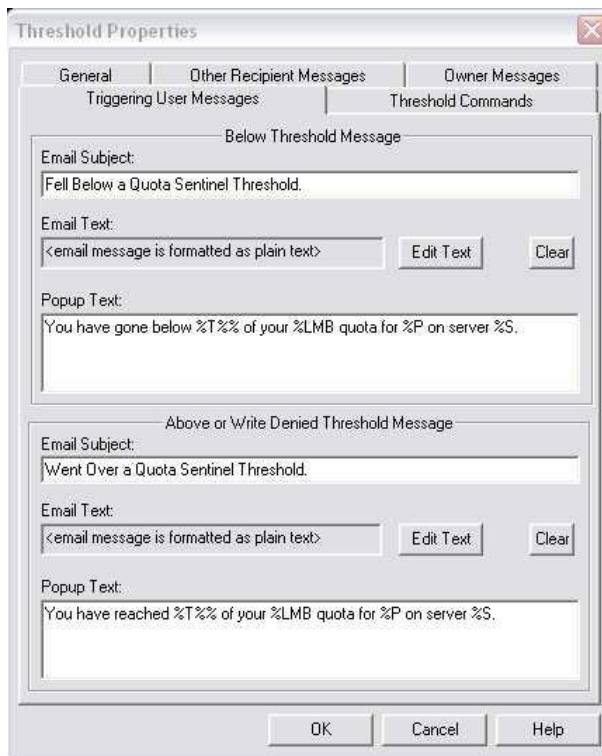 Threshold Properties
General
Other Recipient Messages
Owner Messages
Triggering User Messages
Threshold Commands
Below Threshold Message
Email Subject:
Fell Below a Quota Sentinel Threshold.
Email Text:
<email message is formatted as plain text>
Edit Text
Clear
Popup Text:
You have gone below %T%% of your %LMB quota for %P on server %S.
Above or Write Denied Threshold Message
Email Subject:
Went Over a Quota Sentinel Threshold.
Email Text:
<email message is formatted as plain text>
Edit Text
Clear
Popup Text:
You have reached %T%% of your %LMB quota for %P on server %S.
OK
Cancel
Help